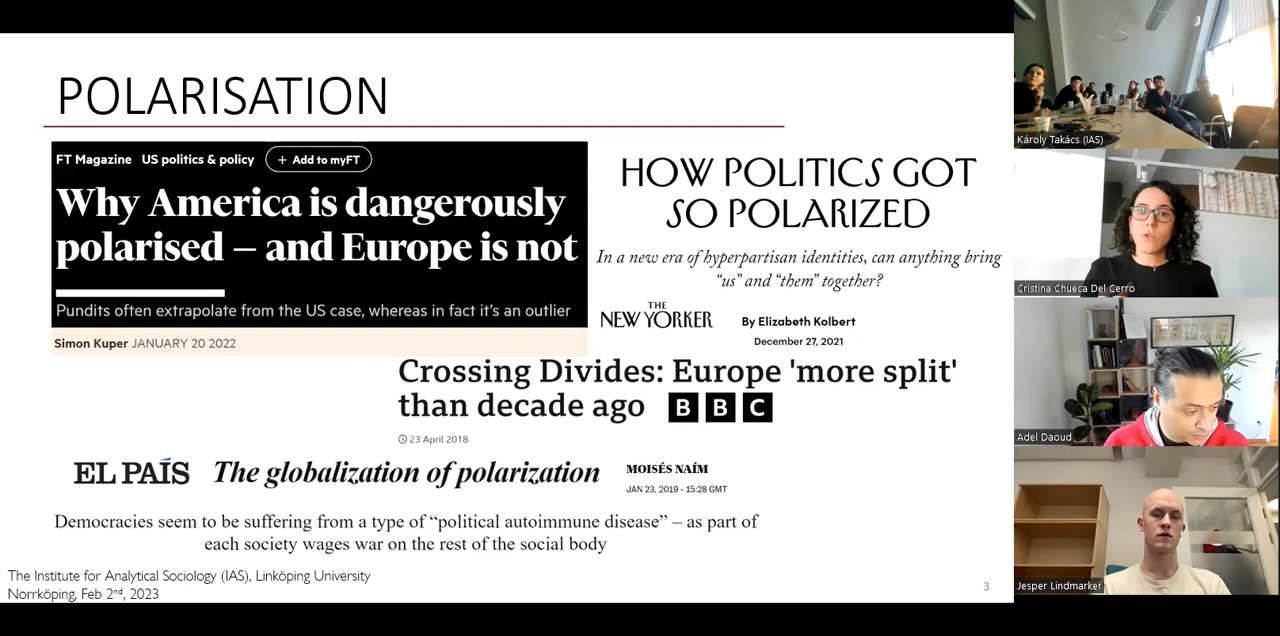 POLARISATION
FT Magazine US politics & policy + Add to myFT
Why America is dangerously
polarised – and Europe is not
Pundits often extrapolate from the US case, whereas in fact it's an outlier
Simon Kuper JANUARY 20 2022
HOW POLITICS GOT
SO POLARIZED
In a new era of hyperpartisan identities, can anything bring
“us” and “them” together?
THE
NEW YORKER
By Elizabeth Kolbert
December 27, 2021
Crossing Divides: Europe 'more split'
than decade ago BBC
23 April 2018
EL PAÍS
The globalization of polarization
MOISÉS NAÍM
JAN 23, 2019 - 15:28 GMT
Democracies seem to be suffering from a type of “political autoimmune disease” – as part of
each society wages war on the rest of the social body
The Institute for Analytical Sociology (IAS), Linköping University
Norrköping, Feb 2nd, 2023
3
Károly Takács (IAS)
Cristina Chueca Del Cerro
Adel Daoud
Jesper Lindmarker